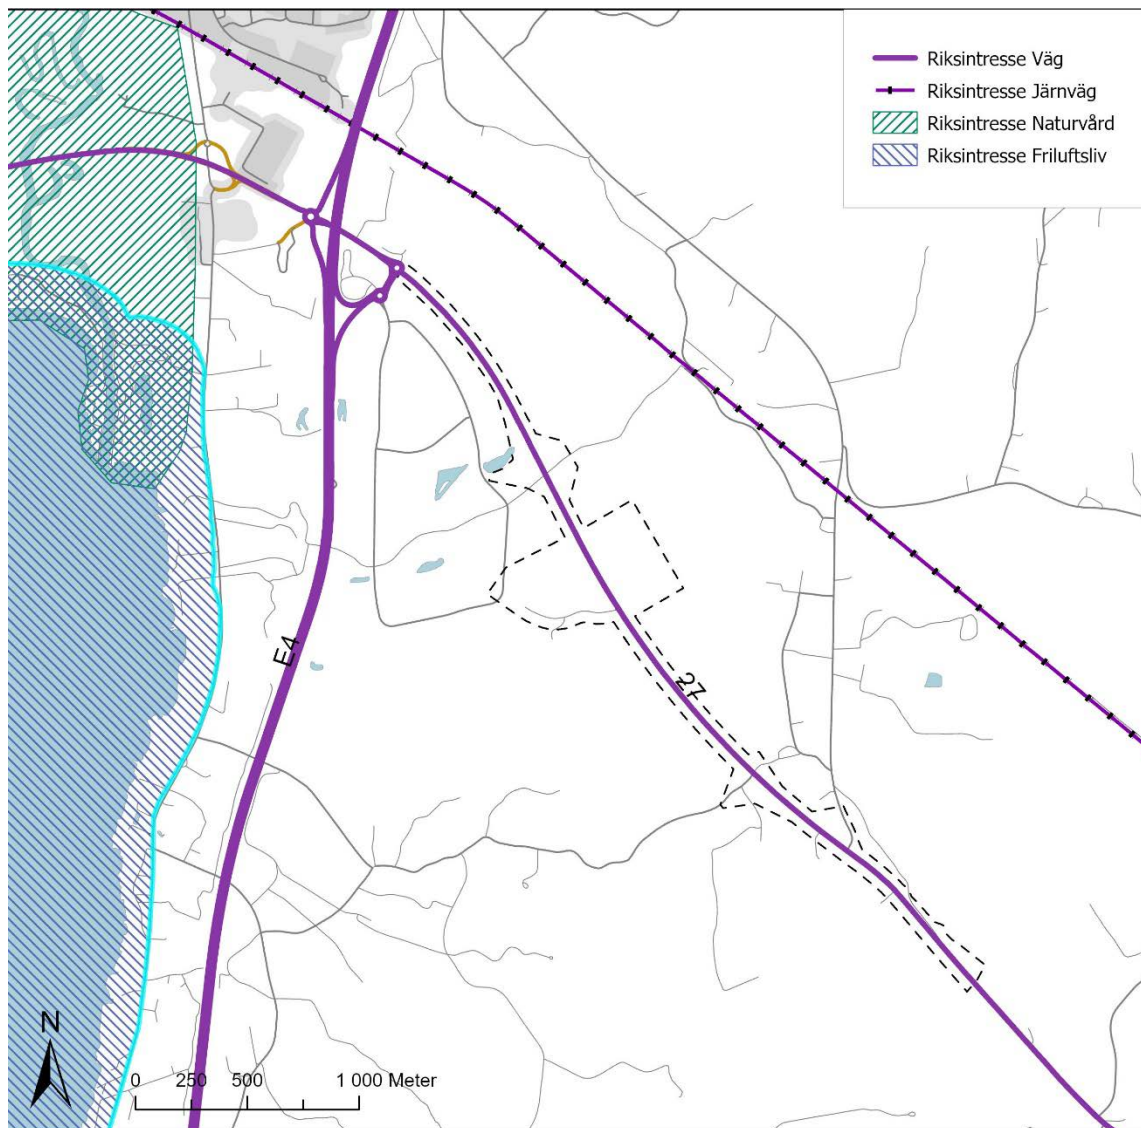 Riksintresse Väg
Riksintresse Järnväg
Riksintresse Naturvård
Riksintresse Friluftsliv
E4
27
N
0 250 500 1 000 Meter